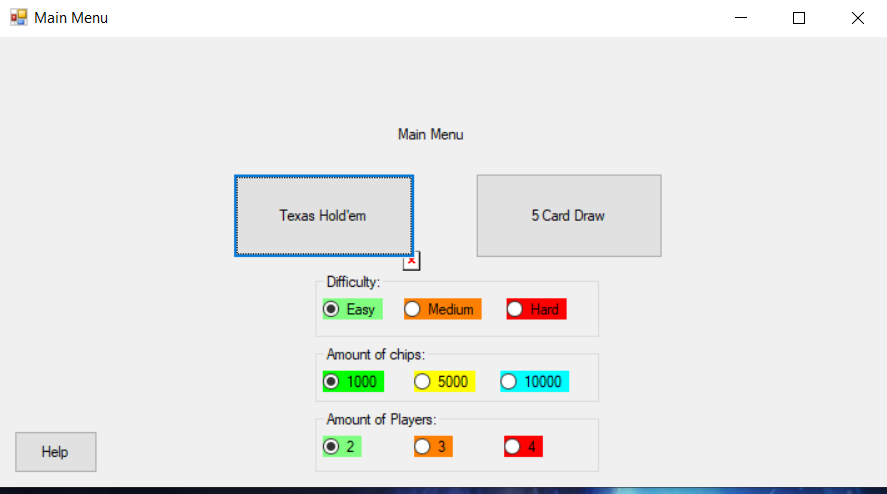 Main Menu
Main Menu
Texas Hold'em
5 Card Draw
Difficulty:
Easy Medium Hard
Amount of chips:
1000 5000 10000
Amount of Players:
2 3 4
Help